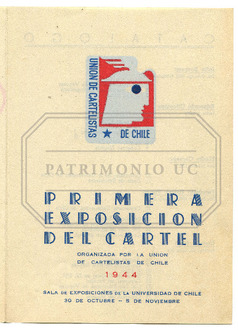 UNION DE CARTELISTAS
DE CHILE
PATRIMONIO UC
PRIMERA
EXPOSICION
DEL CARTEL
ORGANIZADA POR LA UNION
DE CARTELISTAS DE CHILE
1944
SALA DE EXPOSICIONES DE LA UNIVERSIDAD DE CHILE
30 DE OCTUBRE - 5 DE NOVIEMBRE